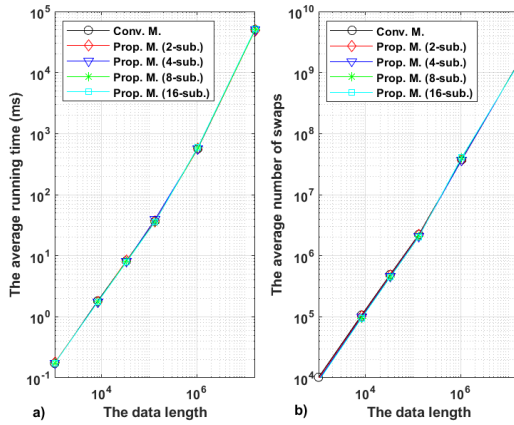 Conv. M.
Prop. M. (2-sub.)
Prop. M. (4-sub.)
Prop. M. (8-sub.)
Prop. M. (16-sub.)
10^5
10^4
10^3
10^2
10^1
10^0
10^-1
The average running time (ms)
10^4
10^6
a)
The data length
Conv. M.
Prop. M. (2-sub.)
Prop. M. (4-sub.)
Prop. M. (8-sub.)
Prop. M. (16-sub.)
10^10
10^9
10^8
10^7
10^6
10^5
10^4
The average number of swaps
10^4
10^6
b)
The data length